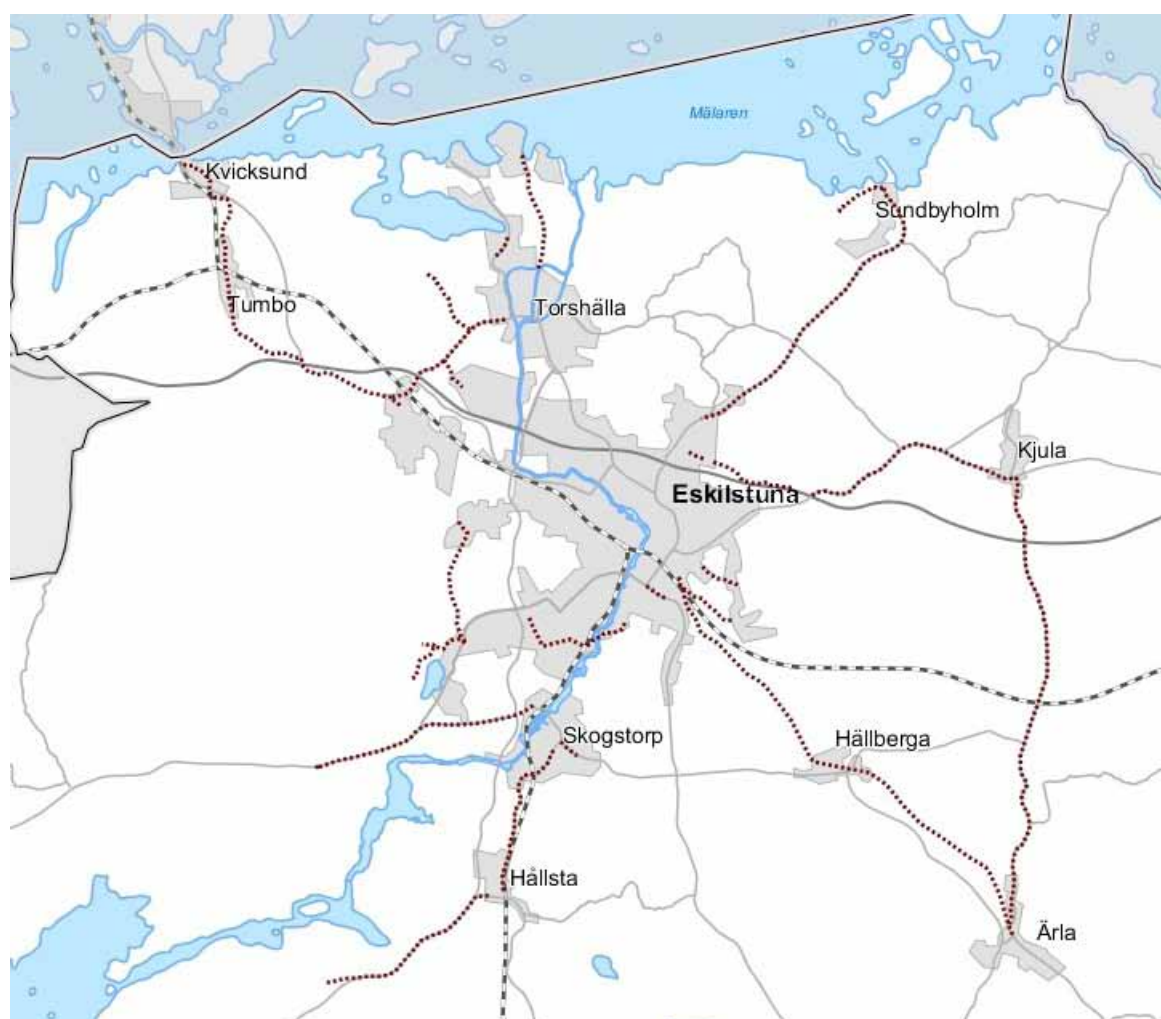 Mälaren
Kvicksund
Sundbyholm
Tumbo
Torshälla
Kjula
Eskilstuna
Skogstorp
Hällberga
Hållsta
Ärla